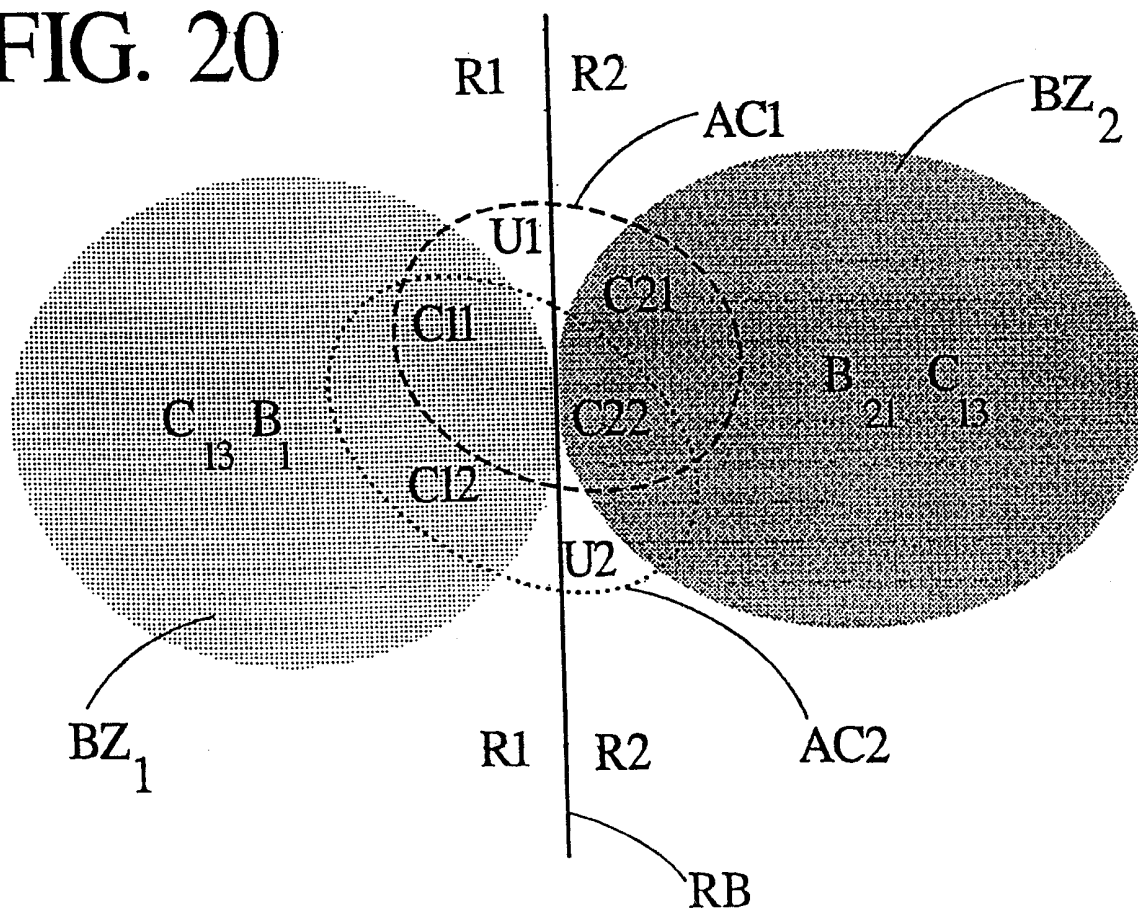 FIG. 20
R1 R2
AC1
BZ2
U1
C21
C11
C13 B1
B21 C13
C22
C12
U2
BZ1
R1 R2
AC2
RB